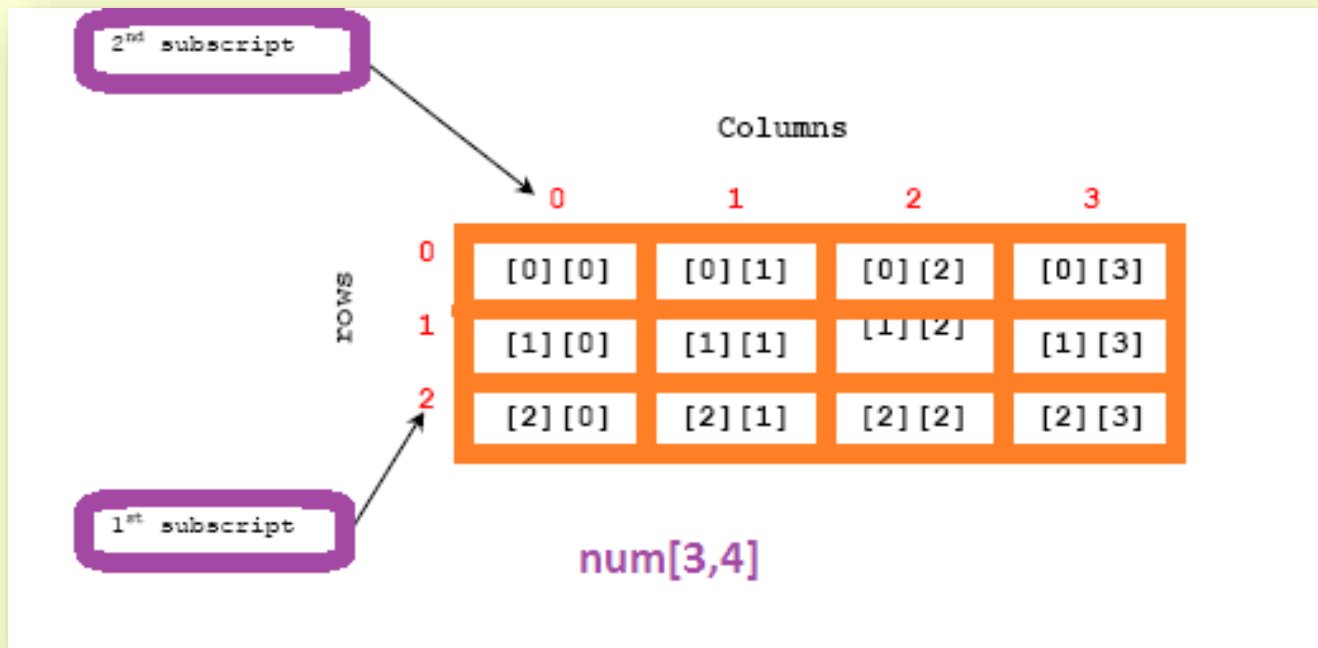 2nd subscript
Columns
0 1 2 3
rows
0 [0][0] [0][1] [0][2] [0][3]
1 [1][0] [1][1] [1][2] [1][3]
2 [2][0] [2][1] [2][2] [2][3]
1st subscript
num[3,4]